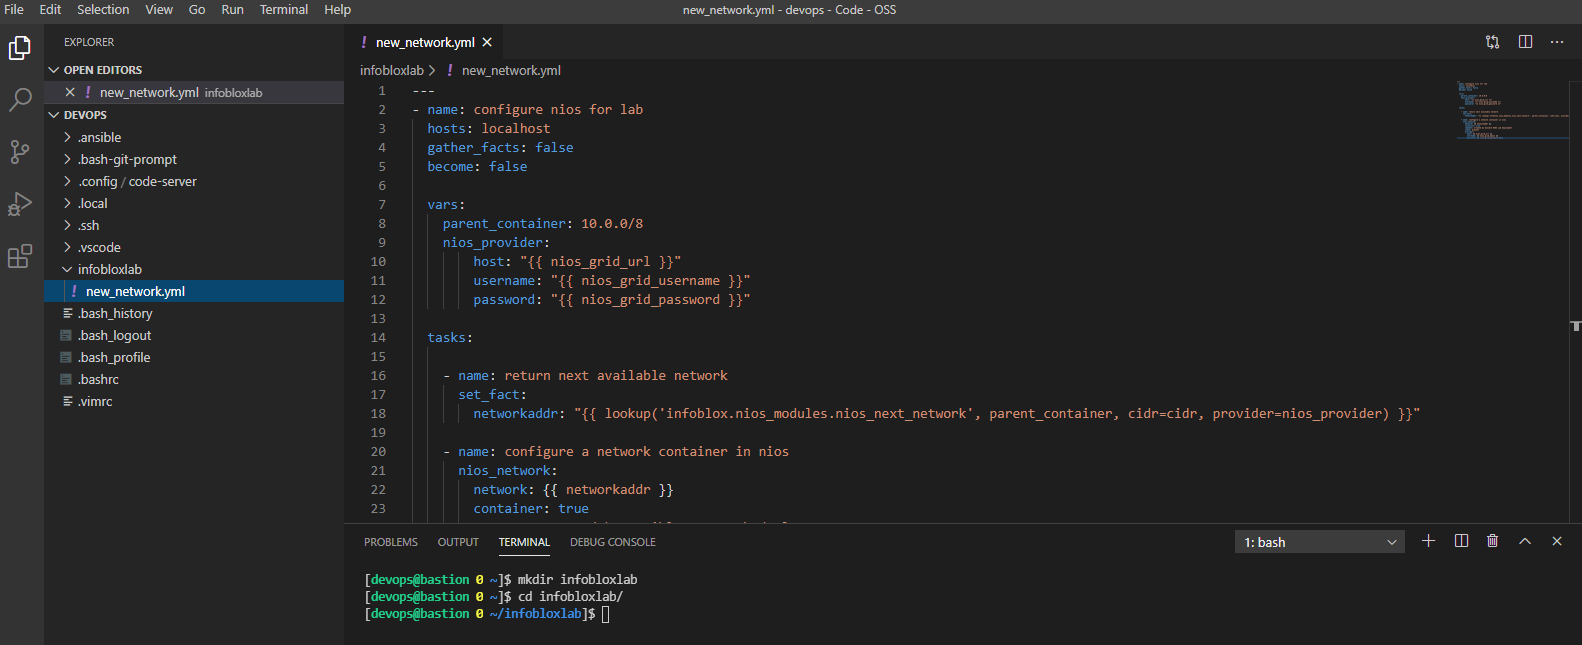 File Edit Selection View Go Run Terminal Help
new_network.yml - devops - Code - OSS
EXPLORER
OPEN EDITORS
new_network.yml infobloxlab
DEVOPS
.ansible
.bash-git-prompt
.config / code-server
.local
.ssh
.vscode
infobloxlab
new_network.yml
.bash_history
.bash_logout
.bash_profile
.bashrc
.vimrc
new_network.yml
infobloxlab > new_network.yml
1 ---
2 - name: configure nios for lab
3 hosts: localhost
4 gather_facts: false
5 become: false
6
7 vars:
8 parent_container: 10.0.0/8
9 nios_provider:
10 host: "{{ nios_grid_url }}"
11 username: "{{ nios_grid_username }}"
12 password: "{{ nios_grid_password }}"
13
14 tasks:
15
16 - name: return next available network
17 set_fact:
18 networkaddr: "{{ lookup('infoblox.nios_modules.nios_next_network', parent_container, cidr=cidr, provider=nios_provider) }}"
19
20 - name: configure a network container in nios
21 nios_network:
22 network: {{ networkaddr }}
23 container: true
PROBLEMS OUTPUT TERMINAL DEBUG CONSOLE
1: bash
[devops@bastion 0 ~]$ mkdir infobloxlab
[devops@bastion 0 ~]$ cd infobloxlab/
[devops@bastion 0 ~/infobloxlab]$